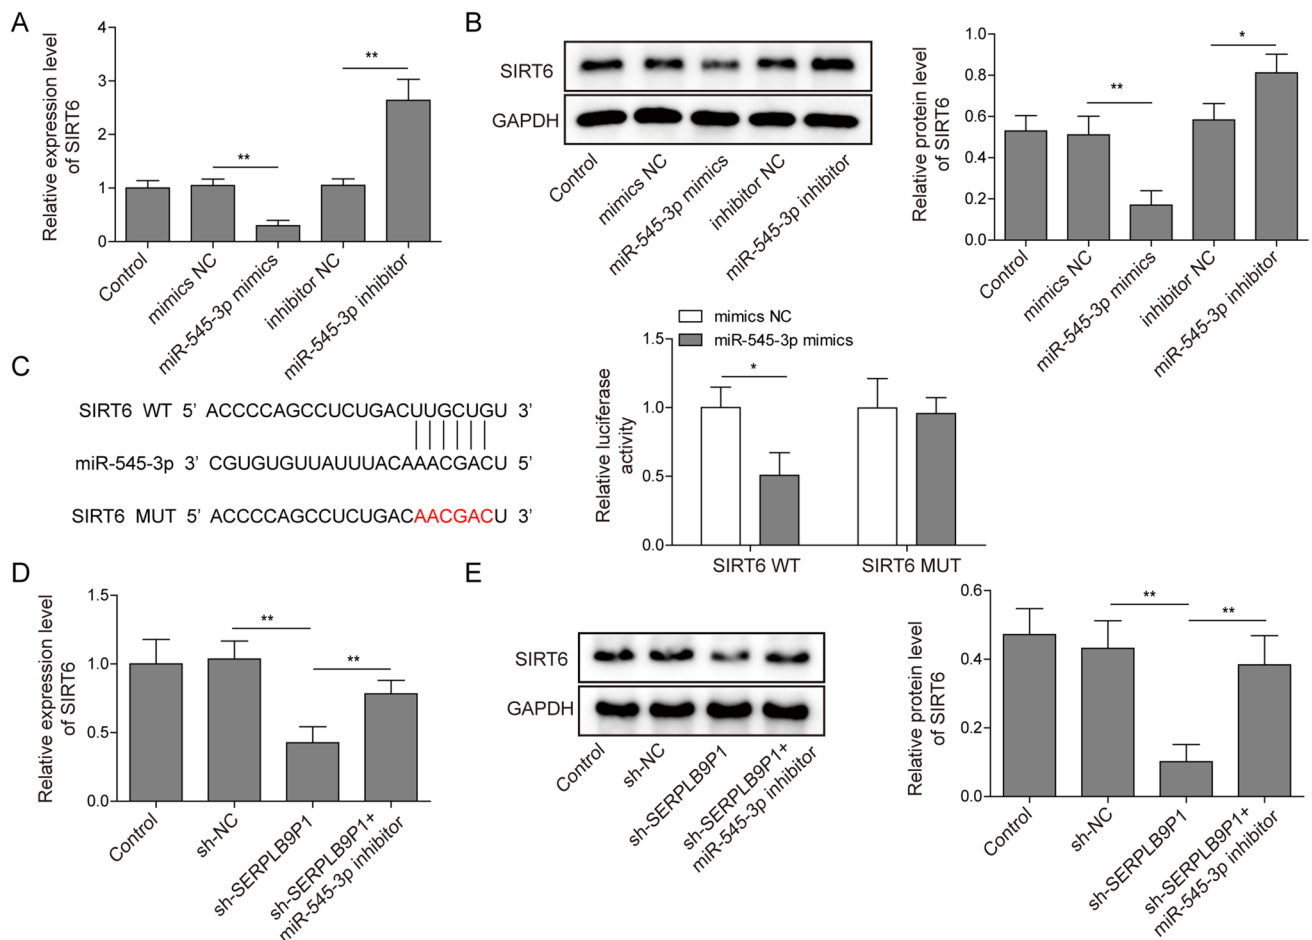 A
Relative expression level
of SIRT6
4
3
2
1
0
**
**
Control
mimics NC
miR-545-3p mimics
inhibitor NC
miR-545-3p inhibitor
B
SIRT6
GAPDH
Control
mimics NC
miR-545-3p mimics
inhibitor NC
miR-545-3p inhibitor
Relative protein level
of SIRT6
1.0
0.8
0.6
0.4
0.2
0.0
**
*
Control
mimics NC
miR-545-3p mimics
inhibitor NC
miR-545-3p inhibitor
C
SIRT6 WT 5’ ACCCCAGCCUCUGACUUGCUGU 3’
miR-545-3p 3’ CGUGUGUUAUUUACAAACGACU 5’
SIRT6 MUT 5’ ACCCCAGCCUCUGACAACGACU 3’
mimics NC
miR-545-3p mimics
Relative luciferase
activity
1.5
1.0
0.5
0.0
*
SIRT6 WT
SIRT6 MUT
D
Relative expression level
of SIRT6
1.5
1.0
0.5
0.0
**
**
Control
sh-NC
sh-SERPLB9P1
sh-SERPLB9P1+
miR-545-3p inhibitor
E
SIRT6
GAPDH
Control
sh-NC
sh-SERPLB9P1
sh-SERPLB9P1+
miR-545-3p inhibitor
Relative protein level
of SIRT6
0.6
0.4
0.2
0.0
**
**
Control
sh-NC
sh-SERPLB9P1
sh-SERPLB9P1+
miR-545-3p inhibitor